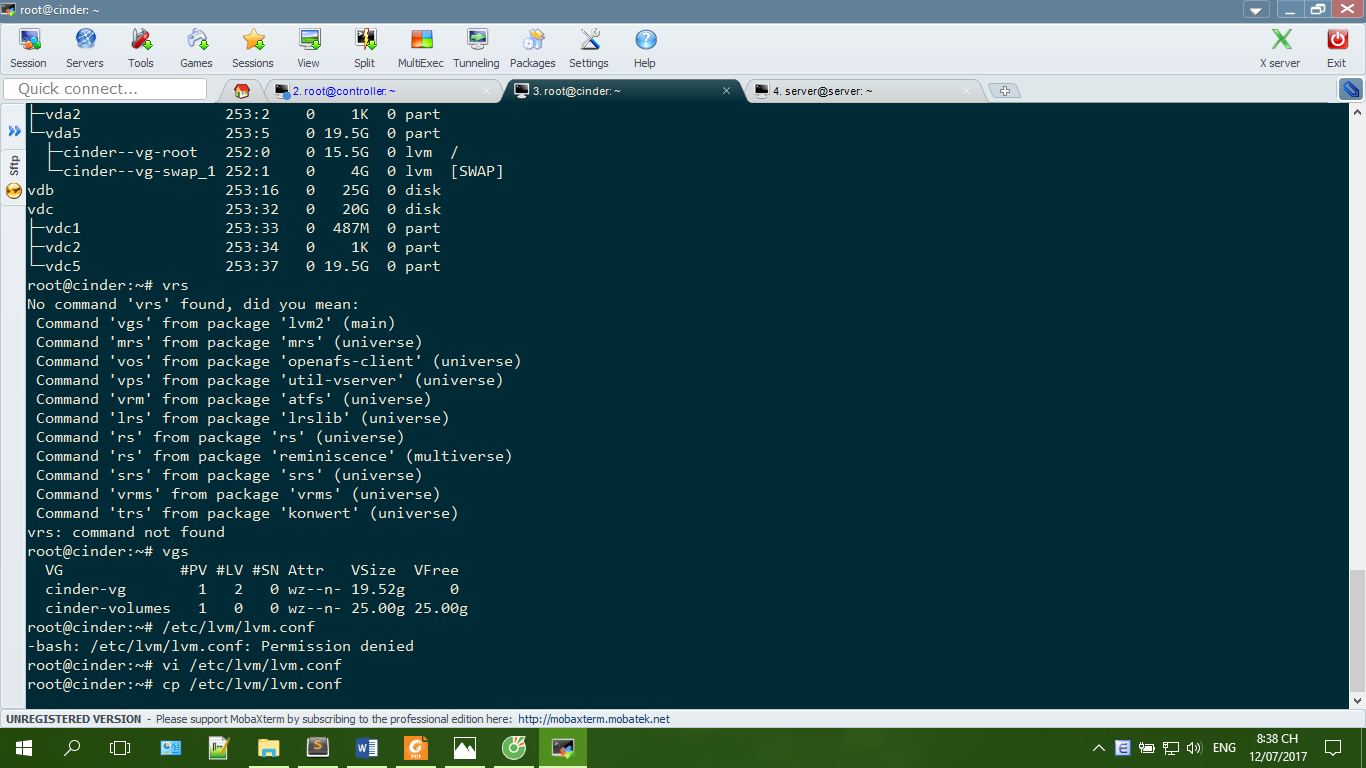 root@cinder: ~
Session Servers Tools Games Sessions View Split MultiExec Tunneling Packages Settings Help X server Exit
Quick connect... 2. root@controller: ~ 3. root@cinder: ~ 4. server@server: ~
Sftp
├─vda2 253:2 0 1K 0 part
└─vda5 253:5 0 19.5G 0 part
├─cinder--vg-root 252:0 0 15.5G 0 lvm /
└─cinder--vg-swap_1 252:1 0 4G 0 lvm [SWAP]
vdb 253:16 0 25G 0 disk
vdc 253:32 0 20G 0 disk
├─vdc1 253:33 0 487M 0 part
├─vdc2 253:34 0 1K 0 part
└─vdc5 253:37 0 19.5G 0 part
root@cinder:~# vrs
No command 'vrs' found, did you mean:
Command 'vgs' from package 'lvm2' (main)
Command 'mrs' from package 'mrs' (universe)
Command 'vos' from package 'openafs-client' (universe)
Command 'vps' from package 'util-vserver' (universe)
Command 'vrm' from package 'atfs' (universe)
Command 'lrs' from package 'lrslib' (universe)
Command 'rs' from package 'rs' (universe)
Command 'rs' from package 'reminiscence' (multiverse)
Command 'srs' from package 'srs' (universe)
Command 'vrms' from package 'vrms' (universe)
Command 'trs' from package 'konwert' (universe)
vrs: command not found
root@cinder:~# vgs
VG #PV #LV #SN Attr VSize VFree
cinder-vg 1 2 0 wz--n- 19.52g 0
cinder-volumes 1 0 0 wz--n- 25.00g 25.00g
root@cinder:~# /etc/lvm/lvm.conf
-bash: /etc/lvm/lvm.conf: Permission denied
root@cinder:~# vi /etc/lvm/lvm.conf
root@cinder:~# cp /etc/lvm/lvm.conf
UNREGISTERED VERSION - Please support MobaXterm by subscribing to the professional edition here: http://mobaxterm.mobatek.net
ENG 8:38 CH
12/07/2017